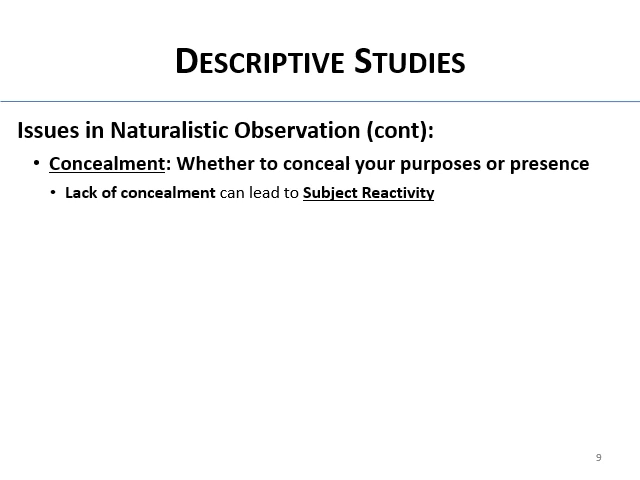 DESCRIPTIVE STUDIES
Issues in Naturalistic Observation (cont):
• Concealment: Whether to conceal your purposes or presence
• Lack of concealment can lead to Subject Reactivity
9